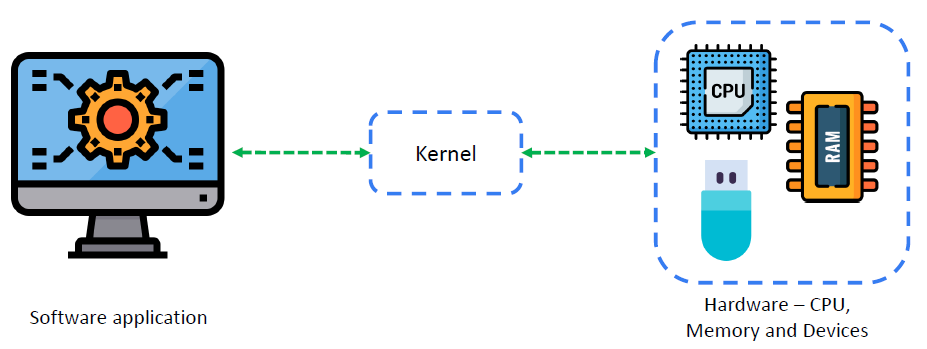 CPU
RAM
Kernel
Software application
Hardware – CPU,
Memory and Devices